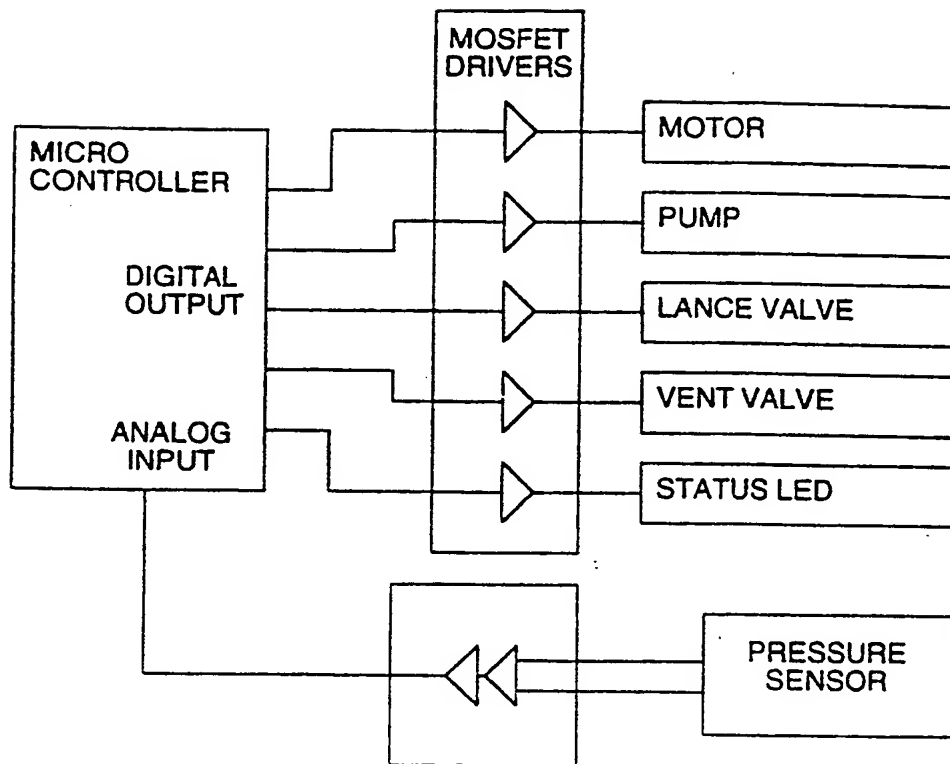 MOSFET
DRIVERS
MICRO
CONTROLLER
DIGITAL
OUTPUT
ANALOG
INPUT
MOTOR
PUMP
LANCE VALVE
VENT VALVE
STATUS LED
PRESSURE
SENSOR